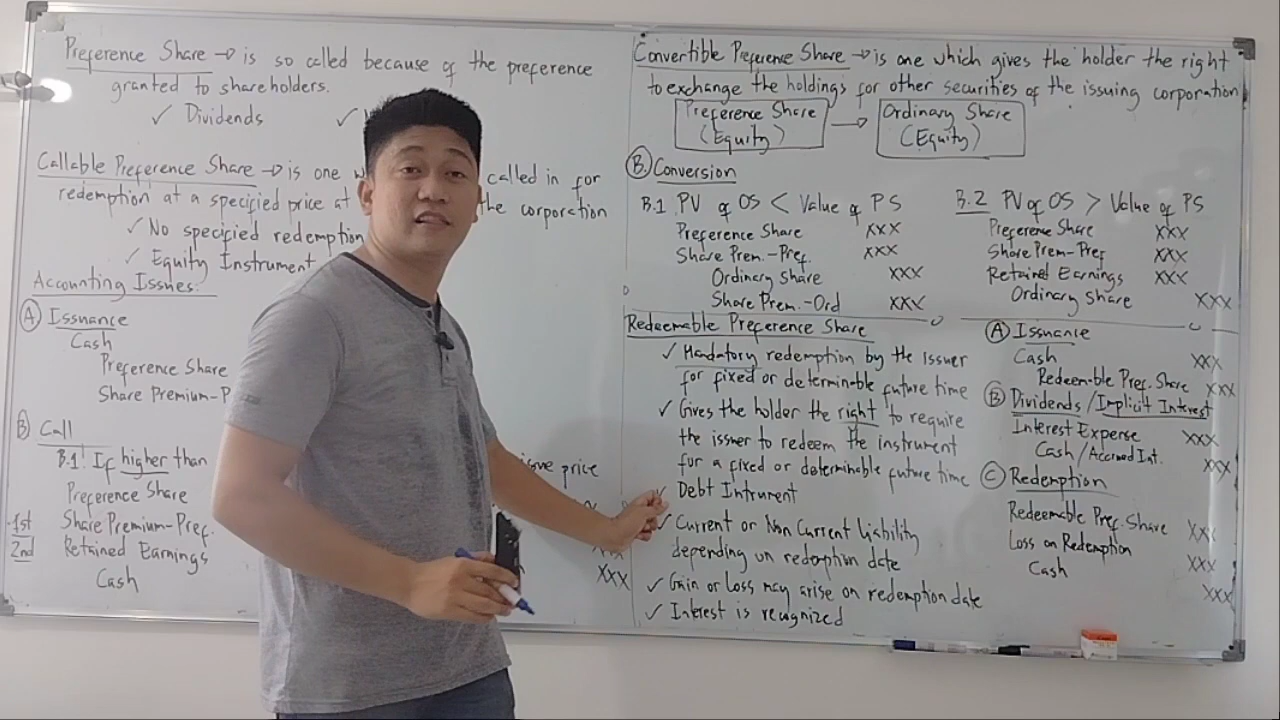 Preference Share → is so called because of the preference
granted to shareholders.
✓ Dividends ✓
Callable Preference Share → is one called in for
redemption at a specified price at the corporation
✓ No specified redemption
✓ Equity Instrument
Accounting Issues:
(A) Issuance
Cash
Preference Share
Share Premium-P
(B) Call
B.1 If higher than issue price
Preference Share
1st Share Premium-Pref.
2nd Retained Earnings
Cash XXX
Convertible Preference Share → is one which gives the holder the right
to exchange the holdings for other securities of the issuing corporation
Preference Share → Ordinary Share
(Equity) (Equity)
(B) Conversion
B.1 PV of OS < Value of PS
Preference Share XXX
Share Prem.-Pref. XXX
Ordinary Share XXX
Share Prem.-Ord XXX
B.2 PV of OS > Value of PS
Preference Share XXX
Share Prem-Pref XXX
Retained Earnings XXX
Ordinary Share XXX
Redeemable Preference Share
✓ Mandatory redemption by the issuer
for fixed or determinable future time
✓ Gives the holder the right to require
the issuer to redeem the instrument
for a fixed or determinable future time
✓ Debt Intrument
✓ Current or Non Current Liability
depending on redemption date
✓ Gain or Loss may arise on redemption date
✓ Interest is recognized
(A) Issuance
Cash XXX
Redeemable Pref. Share XXX
(B) Dividends/Implicit Interest
Interest Expense XXX
Cash/Accrued Int. XXX
(C) Redemption
Redeemable Pref. Share XXX
Loss on Redemption XXX
Cash XXX